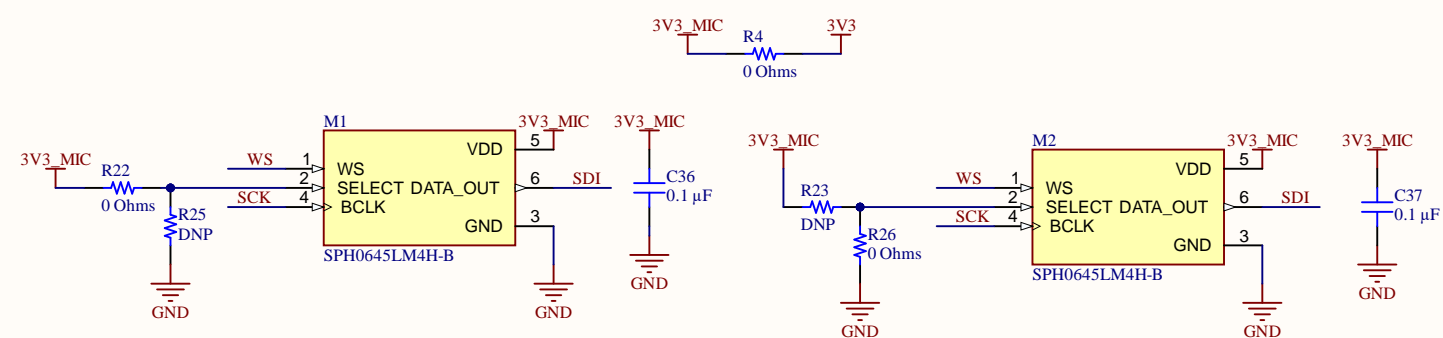 3V3_MIC
R4
0 Ohms
3V3
3V3_MIC
R22
0 Ohms
R25
DNP
GND
WS
SCK
1
2
4
M1
WS
SELECT
BCLK
VDD
DATA_OUT
GND
SPH0645LM4H-B
5
6
3
3V3_MIC
SDI
GND
3V3_MIC
C36
0.1 µF
GND
3V3_MIC
R23
DNP
R26
0 Ohms
GND
WS
SCK
1
2
4
M2
WS
SELECT
BCLK
VDD
DATA_OUT
GND
SPH0645LM4H-B
5
6
3
3V3_MIC
SDI
GND
3V3_MIC
C37
0.1 µF
GND